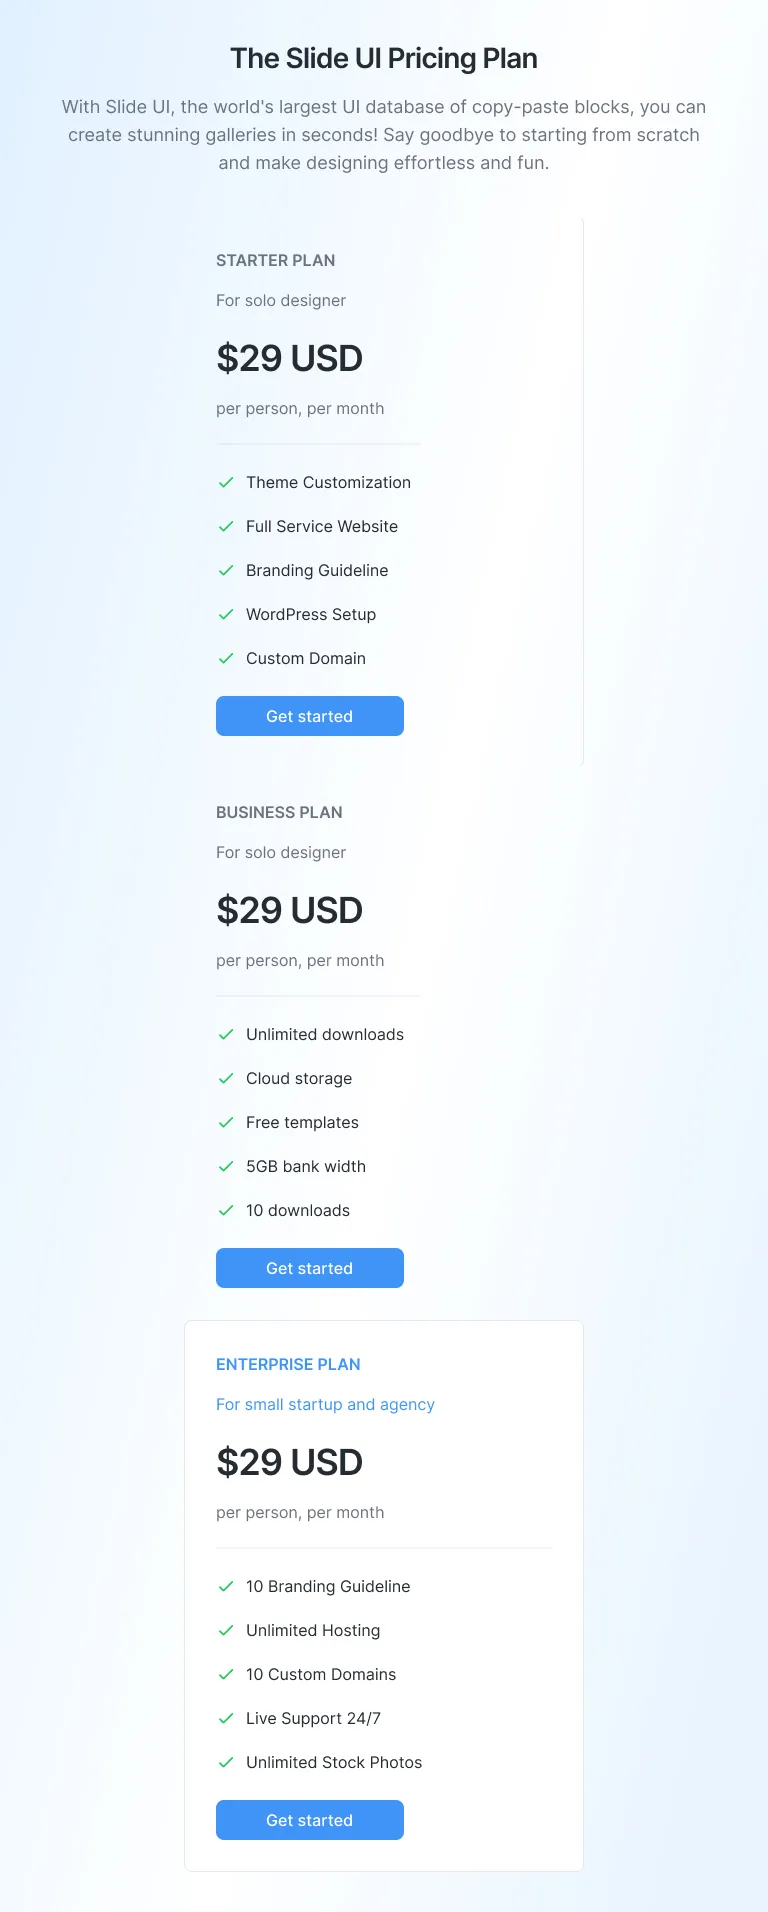 The Slide UI Pricing Plan
With Slide UI, the world's largest UI database of copy-paste blocks, you can
create stunning galleries in seconds! Say goodbye to starting from scratch
and make designing effortless and fun.
STARTER PLAN
For solo designer
$29 USD
per person, per month
Theme Customization
Full Service Website
Branding Guideline
WordPress Setup
Custom Domain
Get started
BUSINESS PLAN
For solo designer
$29 USD
per person, per month
Unlimited downloads
Cloud storage
Free templates
5GB bank width
10 downloads
Get started
ENTERPRISE PLAN
For small startup and agency
$29 USD
per person, per month
10 Branding Guideline
Unlimited Hosting
10 Custom Domains
Live Support 24/7
Unlimited Stock Photos
Get started